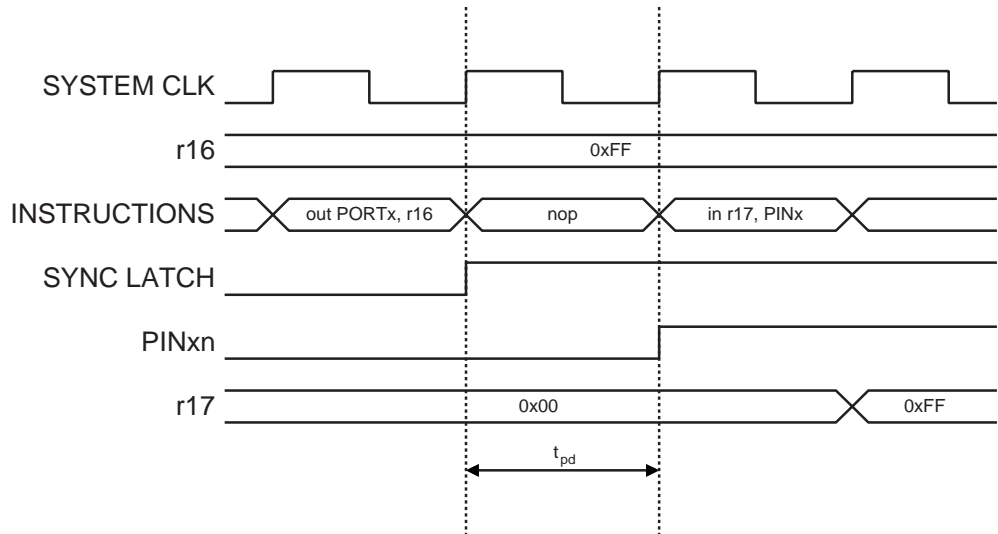 SYSTEM CLK
r16
0xFF
INSTRUCTIONS
out PORTx, r16
nop
in r17, PINx
SYNC LATCH
PINxn
r17
0x00
0xFF
tpd